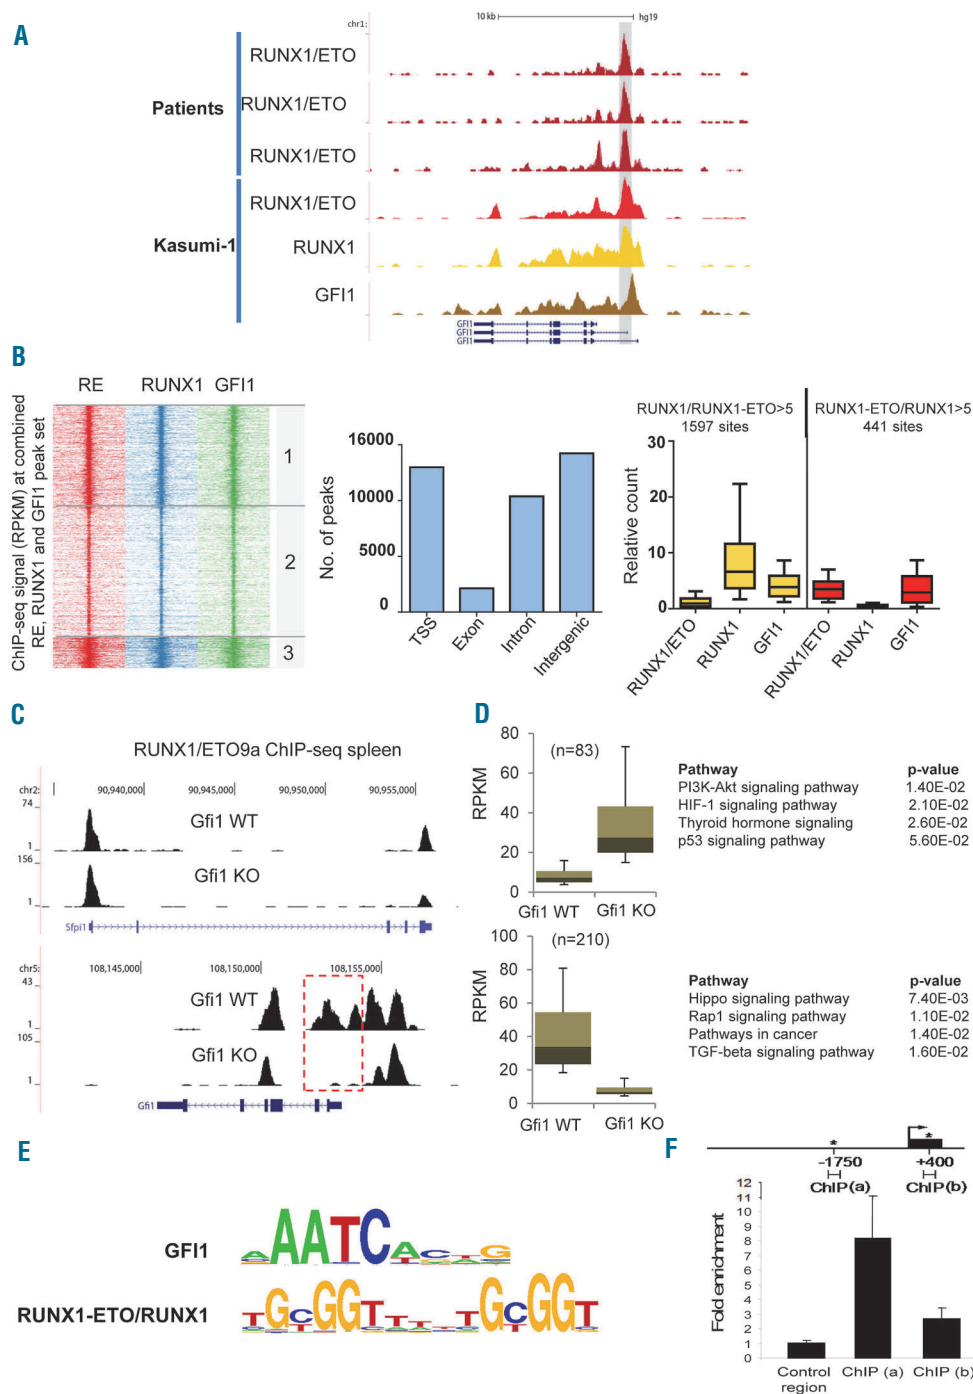 A
10 kb
hg19
chr1:
RUNX1/ETO
Patients
RUNX1/ETO
RUNX1/ETO
RUNX1/ETO
Kasumi-1
RUNX1
GFI1
GFI1
GFI1
GFI1
B
RE RUNX1 GFI1
ChIP-seq signal (RPKM) at combined
RE, RUNX1 and GFI1 peak set
1
2
3
No. of peaks
16000
10000
5000
0
TSS
Exon
Intron
Intergenic
RUNX1/RUNX1-ETO>5
1597 sites
RUNX1-ETO/RUNX1>5
441 sites
Relative count
30
20
10
0
RUNX1/ETO
RUNX1
GFI1
RUNX1/ETO
RUNX1
GFI1
C
RUNX1/ETO9a ChIP-seq spleen
chr2: 90,940,000 90,945,000 90,950,000 90,955,000
74
Gfi1 WT
1
156
Gfi1 KO
1
Sfpi1
chr5: 108,145,000 108,150,000 108,155,000
43
Gfi1 WT
1
105
Gfi1 KO
1
Gfi1
D
RPKM
80
60
40
20
0
(n=83)
Gfi1 WT Gfi1 KO
Pathway p-value
PI3K-Akt signaling pathway 1.40E-02
HIF-1 signaling pathway 2.10E-02
Thyroid hormone signaling 2.60E-02
p53 signaling pathway 5.60E-02
RPKM
100
80
60
40
20
0
(n=210)
Gfi1 WT Gfi1 KO
Pathway p-value
Hippo signaling pathway 7.40E-03
Rap1 signaling pathway 1.10E-02
Pathways in cancer 1.40E-02
TGF-beta signaling pathway 1.60E-02
E
GFI1
AATC
RUNX1-ETO/RUNX1
F
* *
-1750 +400
ChIP(a) ChIP(b)
Fold enrichment
12
11
10
9
8
7
6
5
4
3
2
1
0
Control
region
ChIP (a)
ChIP (b)